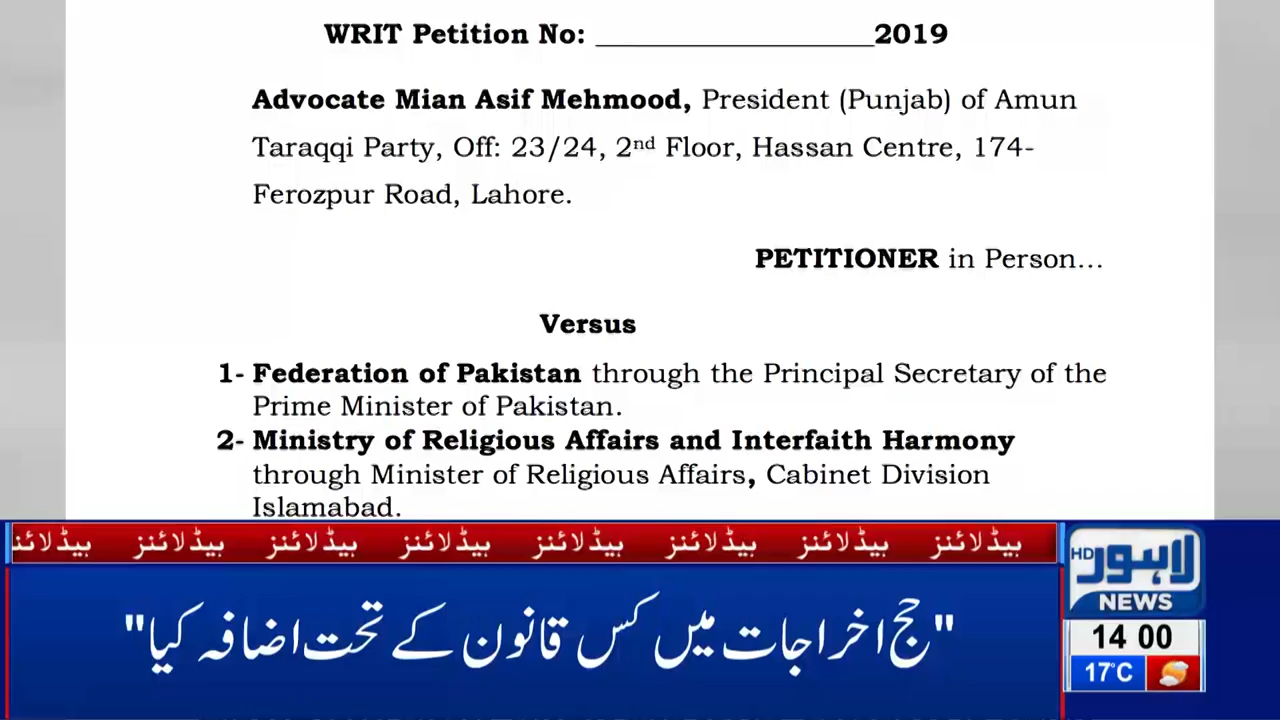 WRIT Petition No: ____________________2019
Advocate Mian Asif Mehmood, President (Punjab) of Amun
Taraqqi Party, Off: 23/24, 2nd Floor, Hassan Centre, 174-
Ferozpur Road, Lahore.
PETITIONER in Person...
Versus
1- Federation of Pakistan through the Principal Secretary of the
Prime Minister of Pakistan.
2- Ministry of Religious Affairs and Interfaith Harmony
through Minister of Religious Affairs, Cabinet Division
Islamabad.
ہیڈلائنز ہیڈلائنز ہیڈلائنز ہیڈلائنز ہیڈلائنز ہیڈلائنز ہیڈلائنز ہیڈلائنز
"حج اخراجات میں کس قانون کے تحت اضافہ کیا"
لاہور HD
NEWS
14 00
17°C